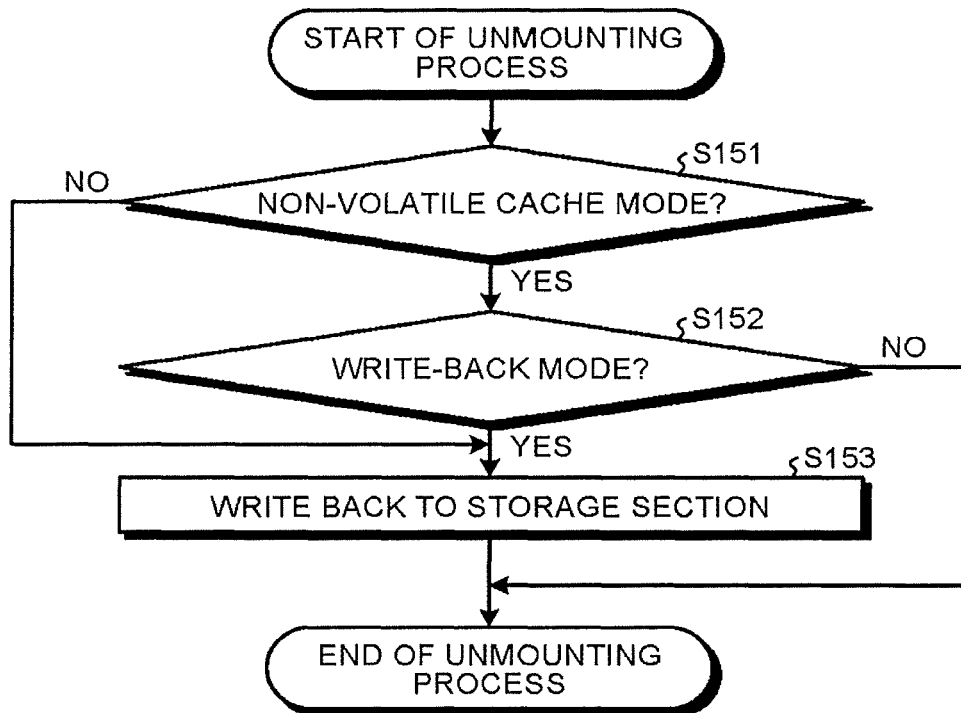 START OF UNMOUNTING
PROCESS
S151
NO
NON-VOLATILE CACHE MODE?
YES
S152
NO
WRITE-BACK MODE?
YES
S153
WRITE BACK TO STORAGE SECTION
END OF UNMOUNTING
PROCESS